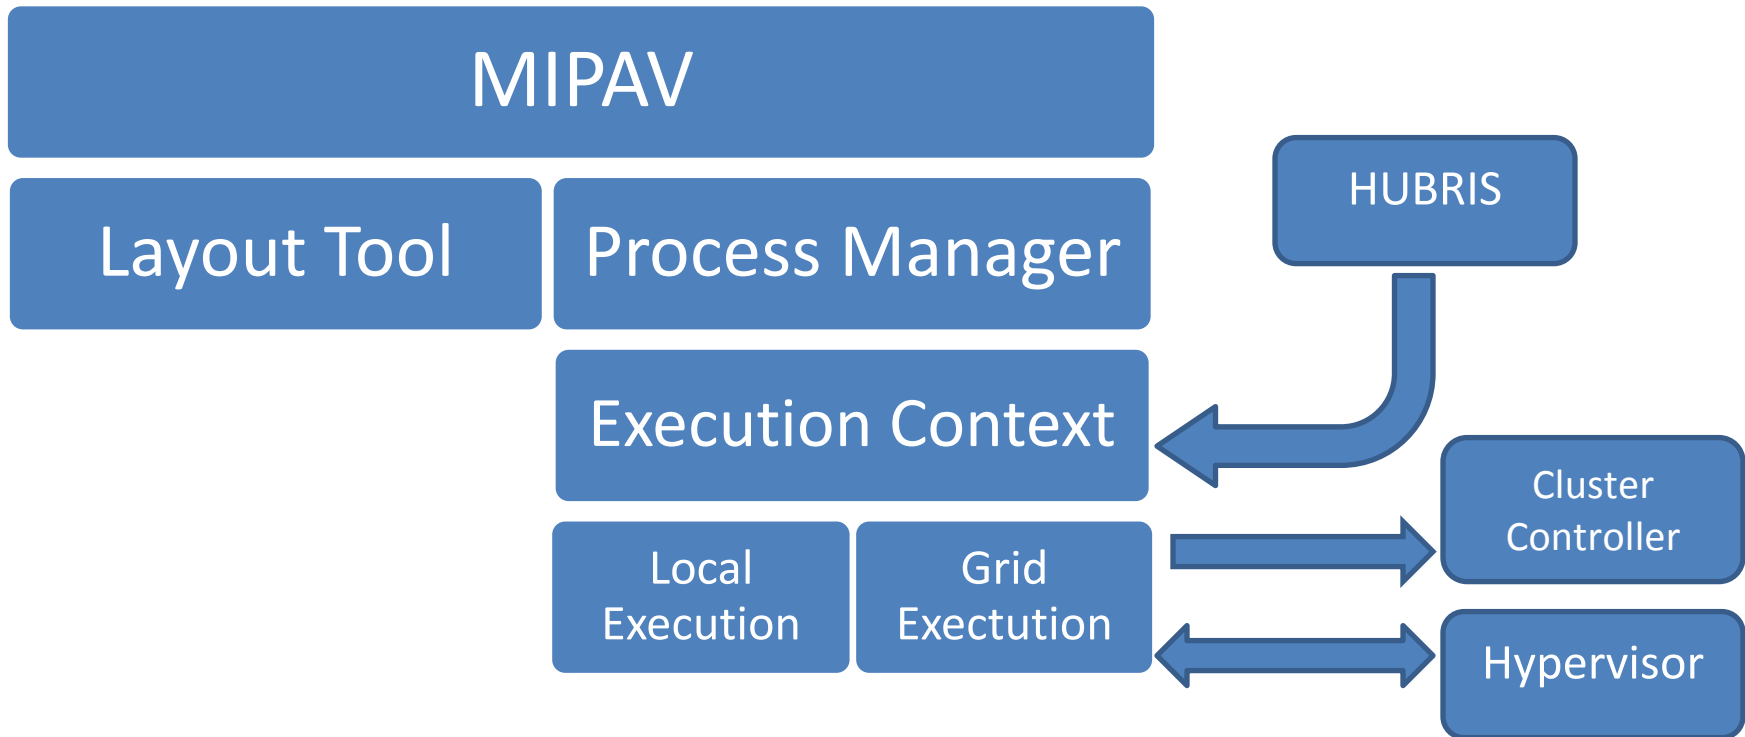 MIPAV
HUBRIS
Layout Tool
Process Manager
Execution Context
Cluster
Controller
Local
Execution
Grid
Exectution
Hypervisor